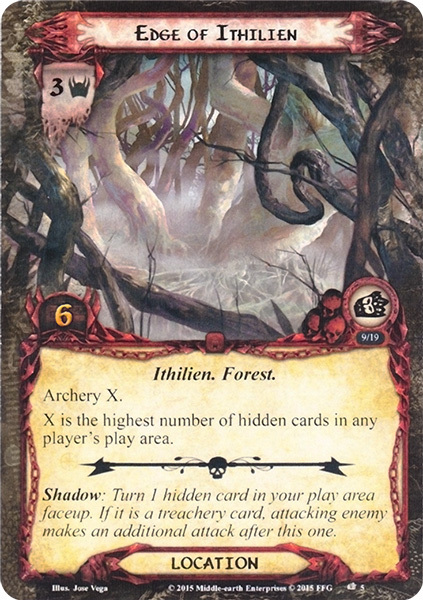 EDGE OF ITHILIEN
3
6
9/19
Ithilien. Forest.
Archery X.
X is the highest number of hidden cards in any
player's play area.
Shadow: Turn 1 hidden card in your play area
faceup. If it is a treachery card, attacking enemy
makes an additional attack after this one.
LOCATION
Illus. Jose Vega © 2015 Middle-earth Enterprises © 2015 FFG 5